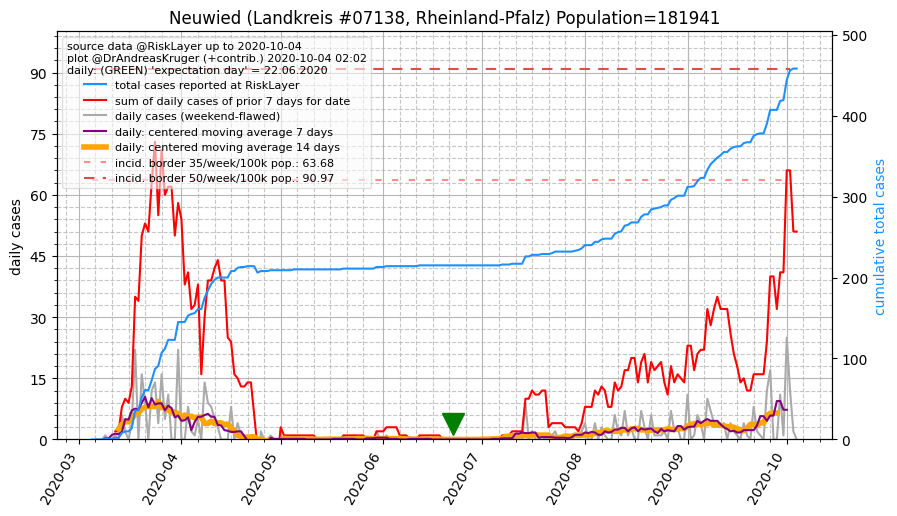 Neuwied (Landkreis #07138, Rheinland-Pfalz) Population=181941
source data @RiskLayer up to 2020-10-04
plot @DrAndreasKruger (+contrib.) 2020-10-04 02:02
daily: (GREEN) 'expectation day' = 22.06.2020
total cases reported at RiskLayer
sum of daily cases of prior 7 days for date
daily cases (weekend-flawed)
daily: centered moving average 7 days
daily: centered moving average 14 days
incid. border 35/week/100k pop.: 63.68
incid. border 50/week/100k pop.: 90.97
daily cases
90
75
60
45
30
15
0
500
400
300
200
100
0
cumulative total cases
2020-03
2020-04
2020-05
2020-06
2020-07
2020-08
2020-09
2020-10